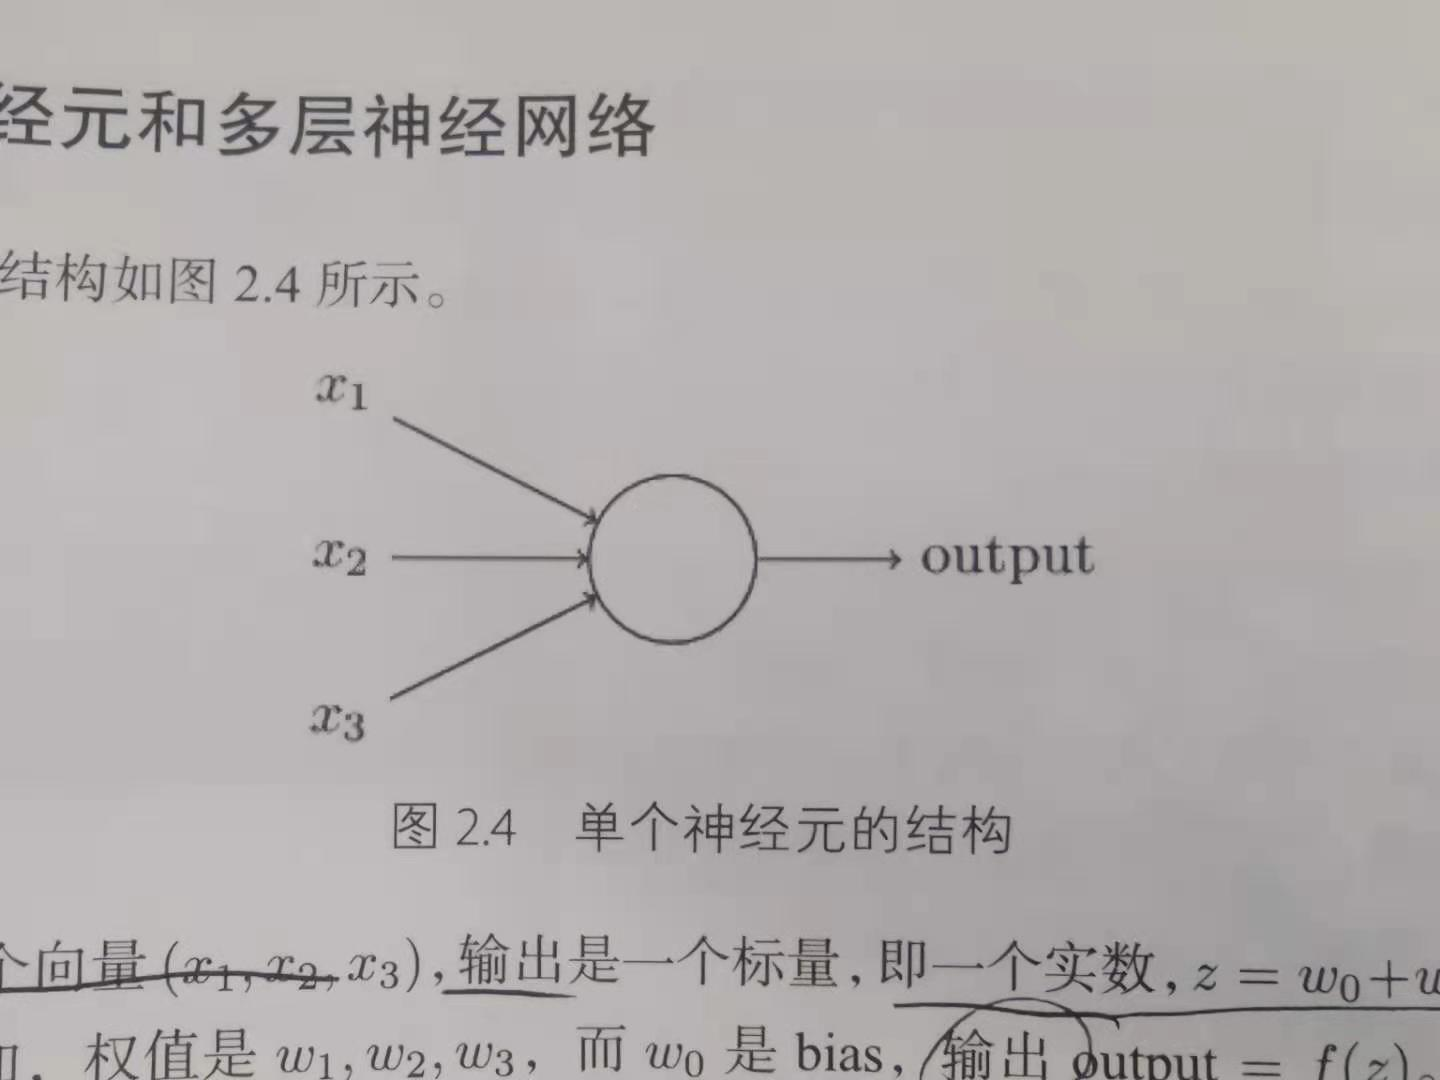 经元和多层神经网络
结构如图 2.4 所示。
x₁
x₂
output
x₃
图 2.4 单个神经元的结构
个向量 (x₁, x₂, x₃), 输出是一个标量, 即一个实数, z = w₀+w
权值是 w₁, w₂, w₃, 而 w₀ 是 bias, 输出 output = f(z)。